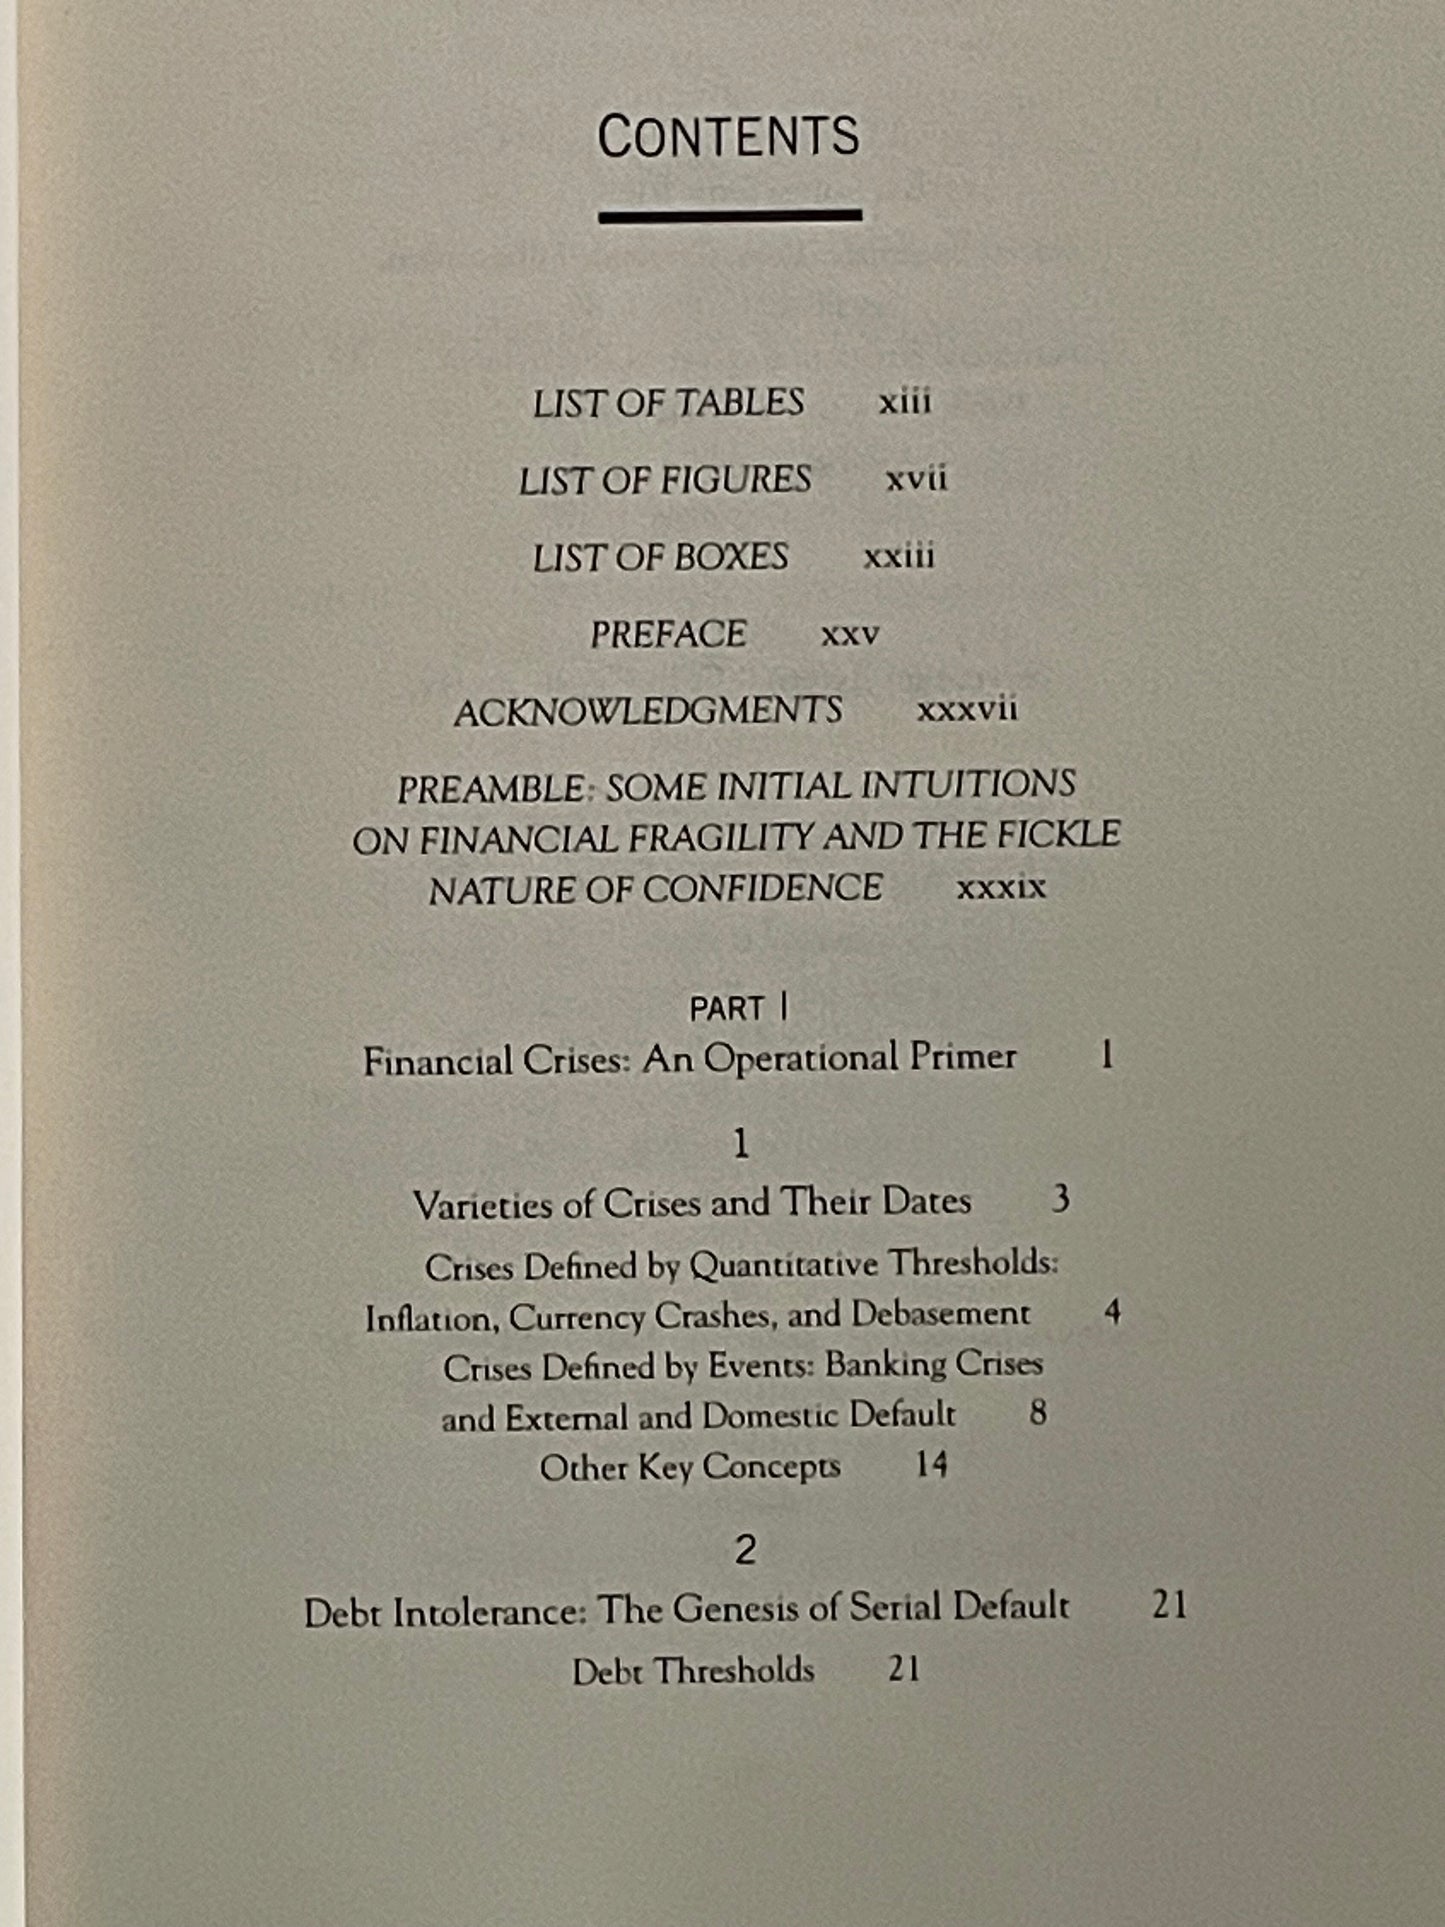 CONTENTS
LIST OF TABLES xiii
LIST OF FIGURES xvii
LIST OF BOXES xxiii
PREFACE xxv
ACKNOWLEDGMENTS xxxvii
PREAMBLE: SOME INITIAL INTUITIONS
ON FINANCIAL FRAGILITY AND THE FICKLE
NATURE OF CONFIDENCE xxxix
PART I
Financial Crises: An Operational Primer 1
1
Varieties of Crises and Their Dates 3
Crises Defined by Quantitative Thresholds:
Inflation, Currency Crashes, and Debasement 4
Crises Defined by Events: Banking Crises
and External and Domestic Default 8
Other Key Concepts 14
2
Debt Intolerance: The Genesis of Serial Default 21
Debt Thresholds 21